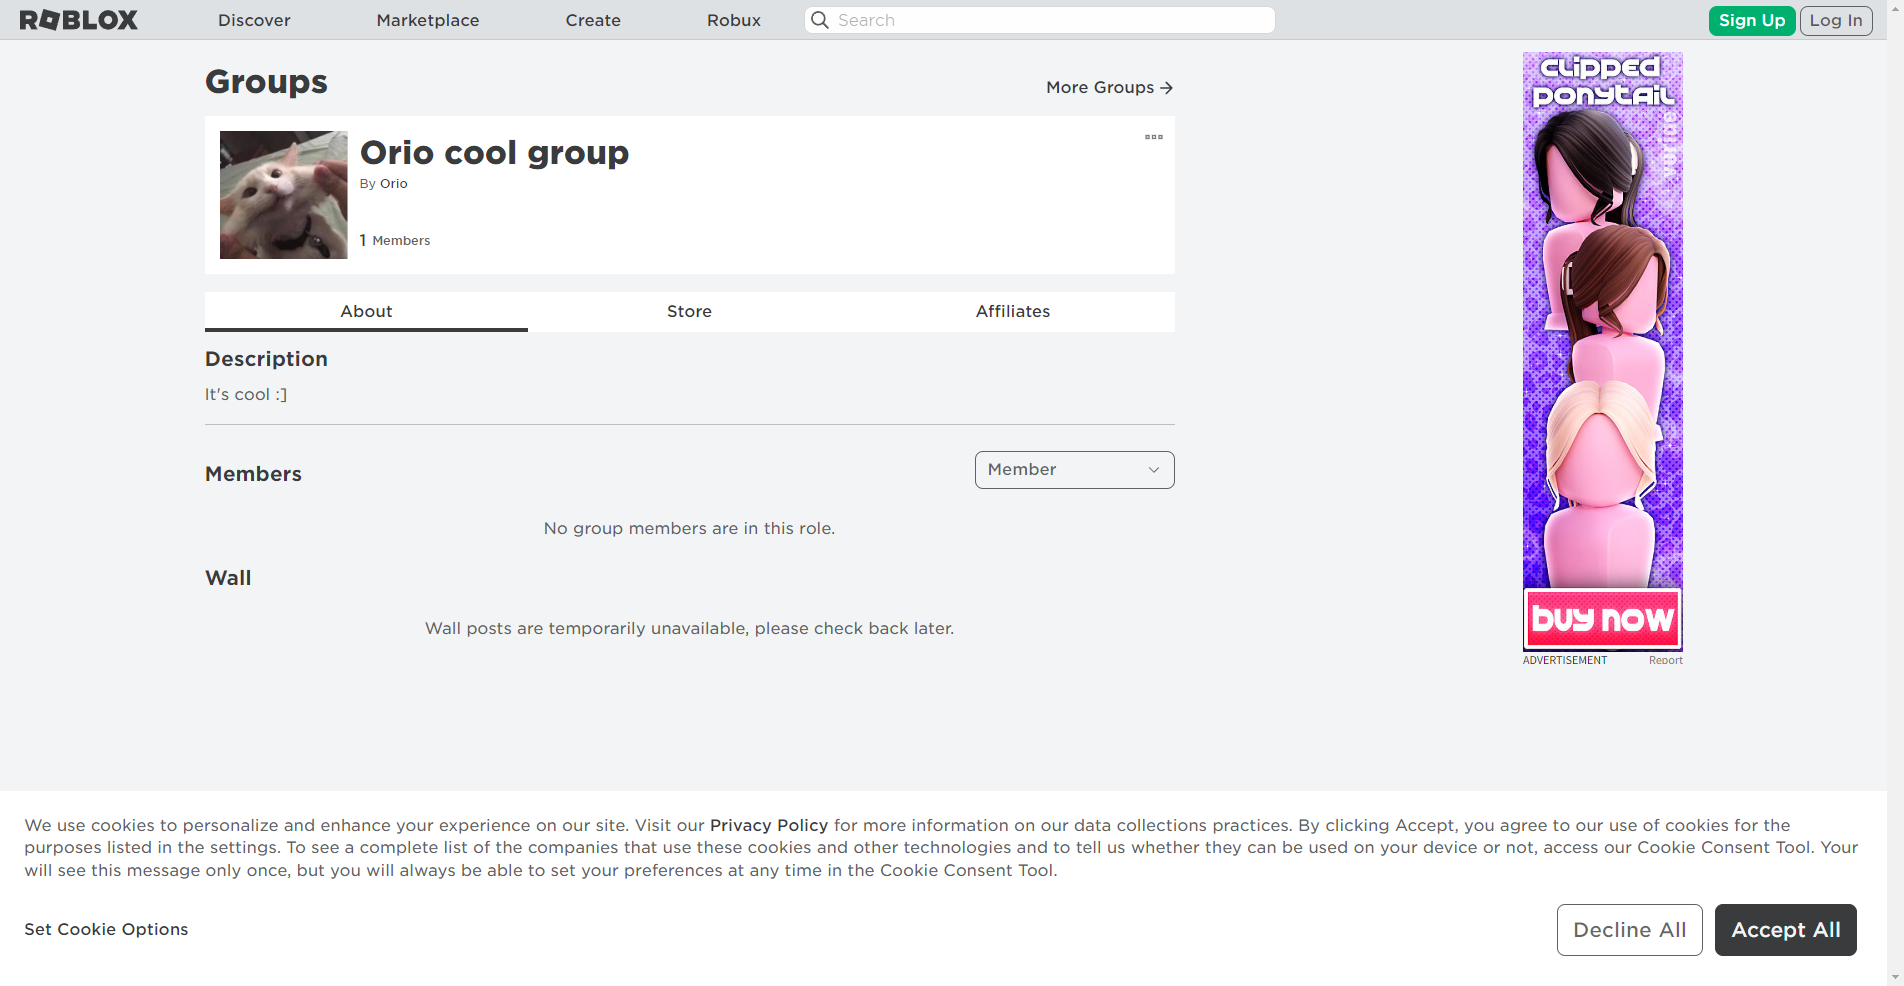 ROBLOX
Discover
Marketplace
Create
Robux
Search
Sign Up
Log In
Groups
More Groups
Orio cool group
By Orio
1 Members
About
Store
Affiliates
Description
It's cool :]
Members
Member
No group members are in this role.
Wall
Wall posts are temporarily unavailable, please check back later.
CLIPPED
PONYTAIL
BUY NOW
ADVERTISEMENT
Report
We use cookies to personalize and enhance your experience on our site. Visit our Privacy Policy for more information on our data collections practices. By clicking Accept, you agree to our use of cookies for the
purposes listed in the settings. To see a complete list of the companies that use these cookies and other technologies and to tell us whether they can be used on your device or not, access our Cookie Consent Tool. Your
will see this message only once, but you will always be able to set your preferences at any time in the Cookie Consent Tool.
Set Cookie Options
Decline All
Accept All